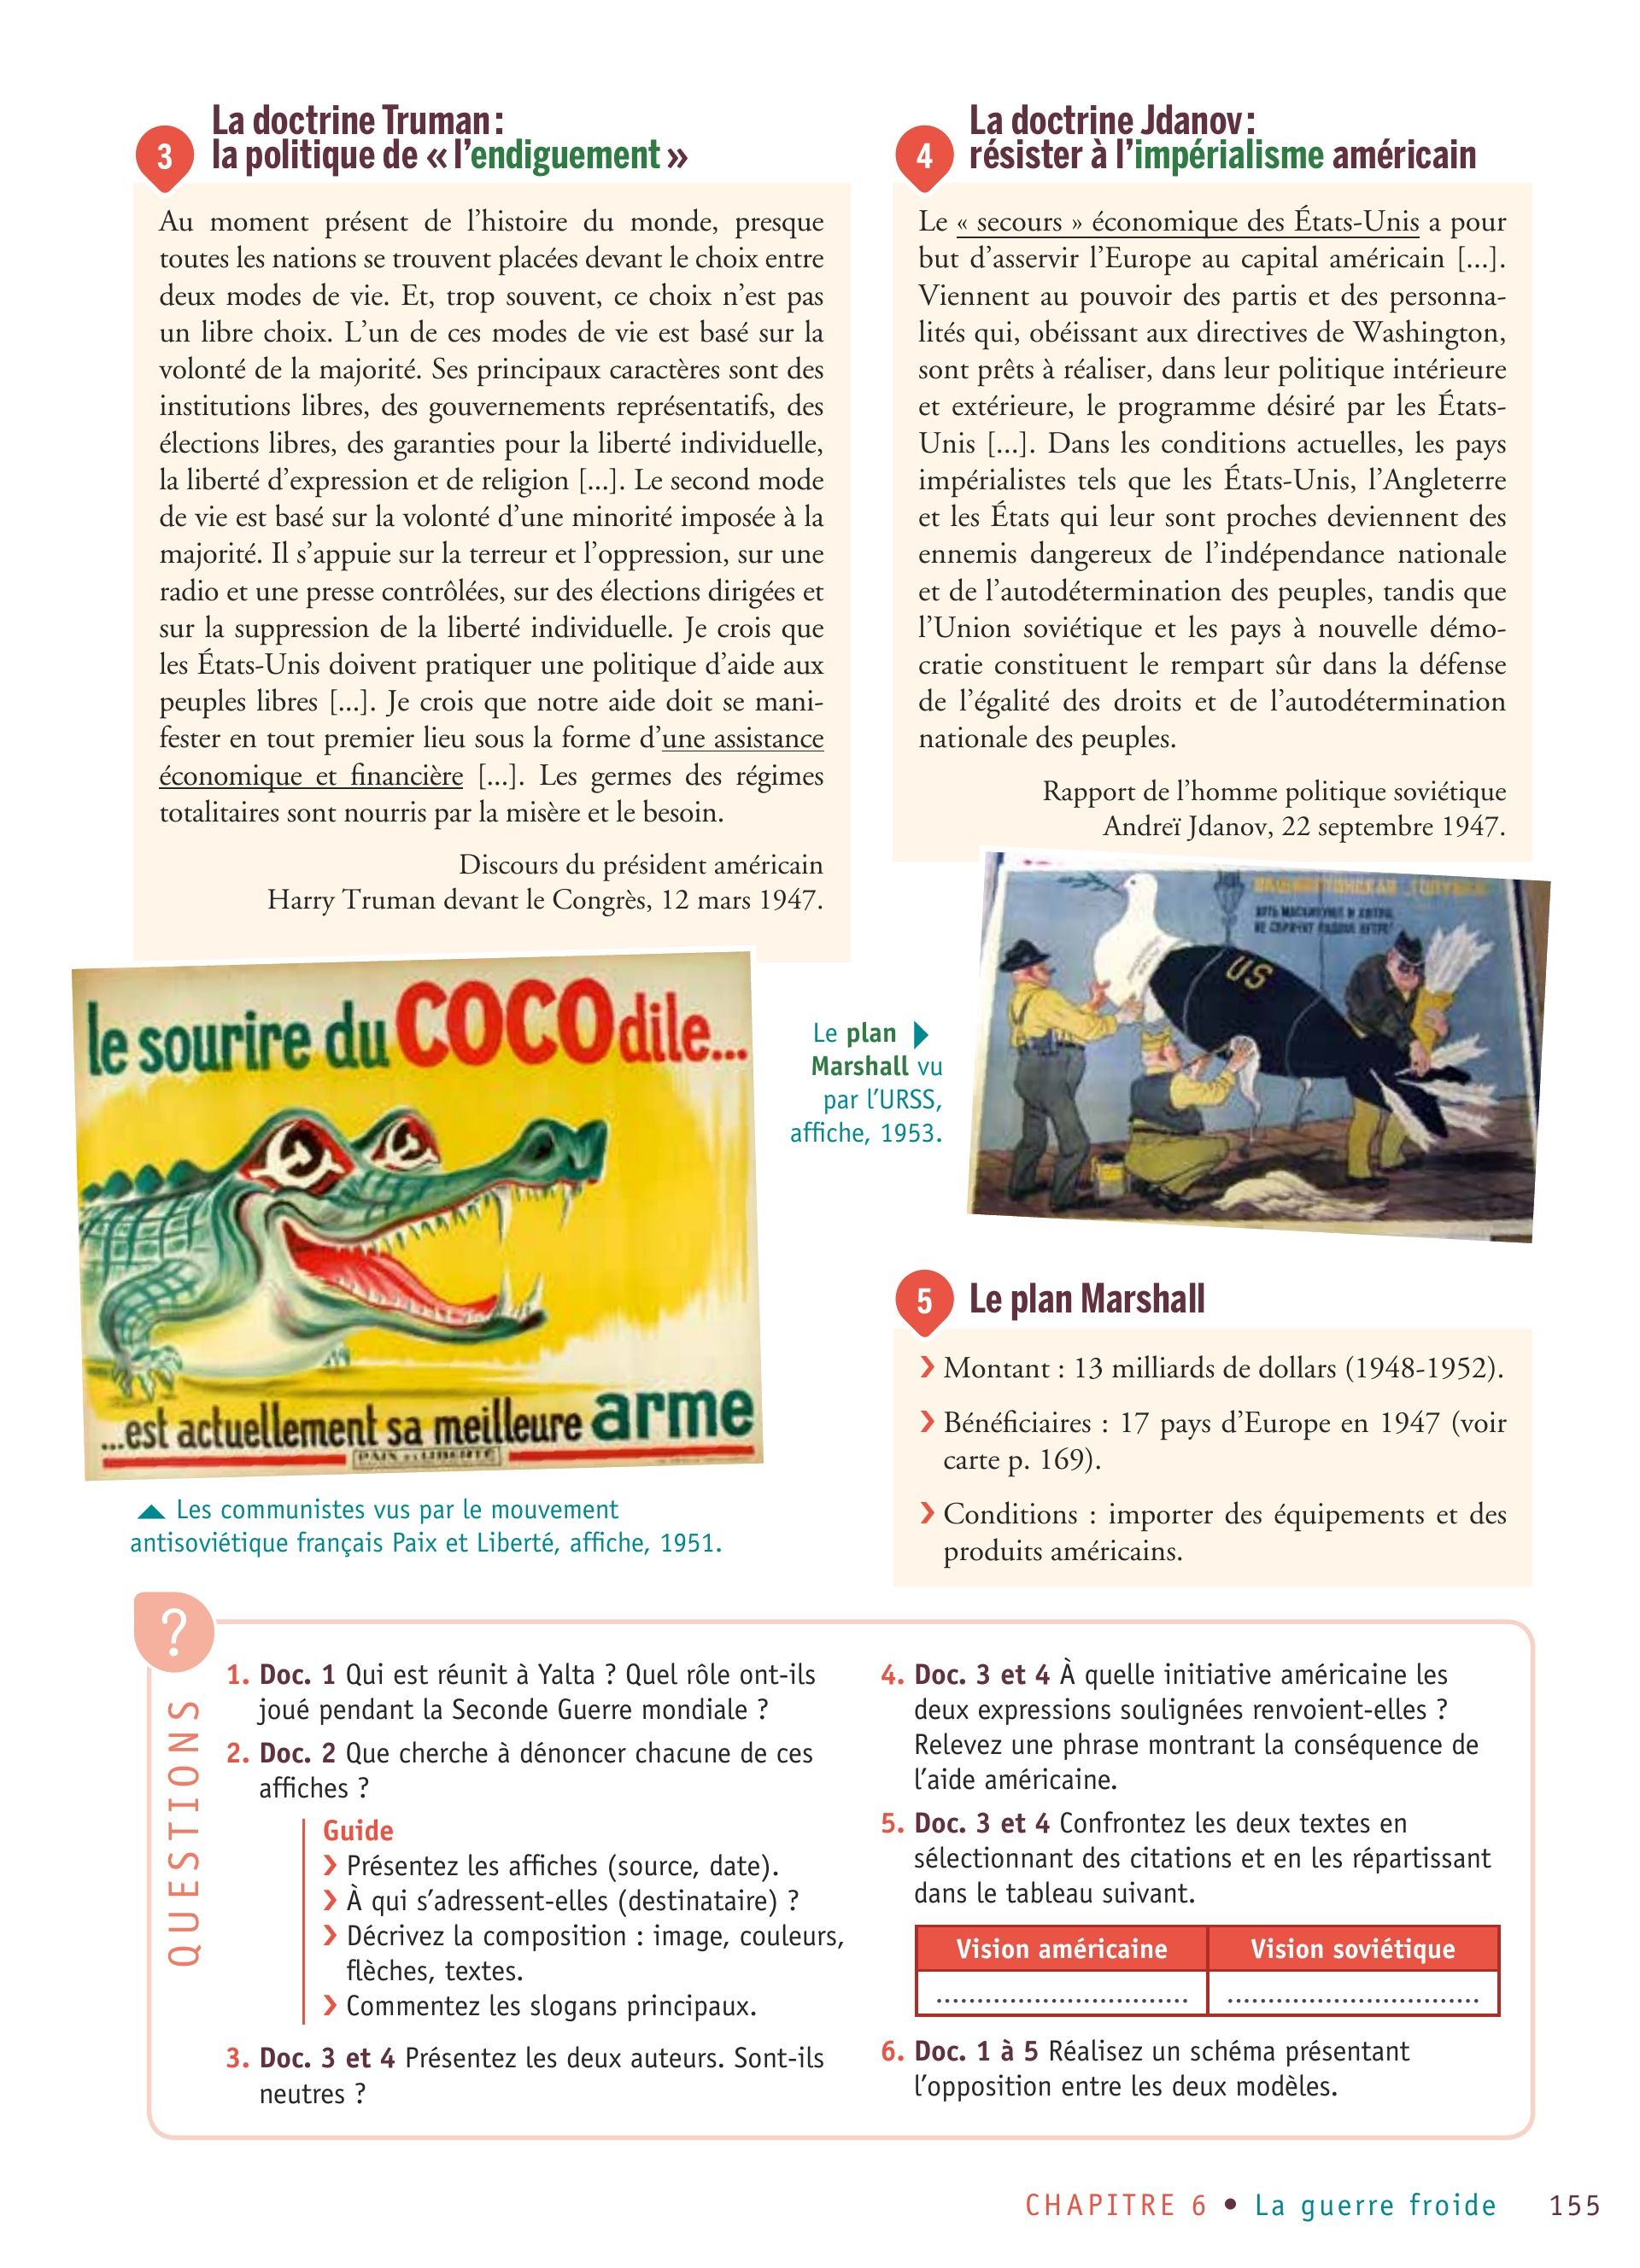 3
La doctrine Truman :
la politique de « l’endiguement »
Au moment présent de l’histoire du monde, presque
toutes les nations se trouvent placées devant le choix entre
deux modes de vie. Et, trop souvent, ce choix n’est pas
un libre choix. L’un de ces modes de vie est basé sur la
volonté de la majorité. Ses principaux caractères sont des
institutions libres, des gouvernements représentatifs, des
élections libres, des garanties pour la liberté individuelle,
la liberté d’expression et de religion [...]. Le second mode
de vie est basé sur la volonté d’une minorité imposée à la
majorité. Il s’appuie sur la terreur et l’oppression, sur une
radio et une presse contrôlées, sur des élections dirigées et
sur la suppression de la liberté individuelle. Je crois que
les États-Unis doivent pratiquer une politique d’aide aux
peuples libres [...]. Je crois que notre aide doit se mani-
fester en tout premier lieu sous la forme d’une assistance
économique et financière [...]. Les germes des régimes
totalitaires sont nourris par la misère et le besoin.
Discours du président américain
Harry Truman devant le Congrès, 12 mars 1947.
le sourire du COCOdile...
...est actuellement sa meilleure arme
PAIX et LIBERTÉ
Les communistes vus par le mouvement
antisoviétique français Paix et Liberté, affiche, 1951.
4
La doctrine Jdanov :
résister à l’impérialisme américain
Le « secours » économique des États-Unis a pour
but d’asservir l’Europe au capital américain [...].
Viennent au pouvoir des partis et des personna-
lités qui, obéissant aux directives de Washington,
sont prêts à réaliser, dans leur politique intérieure
et extérieure, le programme désiré par les États-
Unis [...]. Dans les conditions actuelles, les pays
impérialistes tels que les États-Unis, l’Angleterre
et les États qui leur sont proches deviennent des
ennemis dangereux de l’indépendance nationale
et de l’autodétermination des peuples, tandis que
l’Union soviétique et les pays à nouvelle démo-
cratie constituent le rempart sûr dans la défense
de l’égalité des droits et de l’autodétermination
nationale des peuples.
Rapport de l’homme politique soviétique
Andreï Jdanov, 22 septembre 1947.
US
Le plan
Marshall vu
par l’URSS,
affiche, 1953.
5
Le plan Marshall
Montant : 13 milliards de dollars (1948-1952).
Bénéficiaires : 17 pays d’Europe en 1947 (voir
carte p. 169).
Conditions : importer des équipements et des
produits américains.
?
QUESTIONS
1. Doc. 1 Qui est réunit à Yalta ? Quel rôle ont-ils
joué pendant la Seconde Guerre mondiale ?
2. Doc. 2 Que cherche à dénoncer chacune de ces
affiches ?
Guide
Présentez les affiches (source, date).
À qui s’adressent-elles (destinataire) ?
Décrivez la composition : image, couleurs,
flèches, textes.
Commentez les slogans principaux.
3. Doc. 3 et 4 Présentez les deux auteurs. Sont-ils
neutres ?
4. Doc. 3 et 4 À quelle initiative américaine les
deux expressions soulignées renvoient-elles ?
Relevez une phrase montrant la conséquence de
l’aide américaine.
5. Doc. 3 et 4 Confrontez les deux textes en
sélectionnant des citations et en les répartissant
dans le tableau suivant.
Vision américaine Vision soviétique
............................... ...............................
6. Doc. 1 à 5 Réalisez un schéma présentant
l’opposition entre les deux modèles.
CHAPITRE 6 • La guerre froide 155